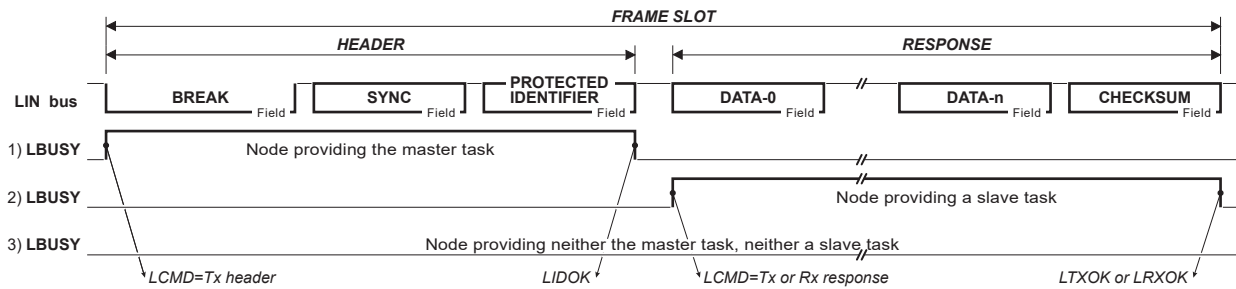 FRAME SLOT
HEADER
RESPONSE
LIN bus
BREAK
Field
SYNC
Field
PROTECTED
IDENTIFIER
Field
DATA-0
Field
DATA-n
Field
CHECKSUM
Field
1) LBUSY
Node providing the master task
2) LBUSY
Node providing a slave task
3) LBUSY
Node providing neither the master task, neither a slave task
LCMD=Tx header
LIDOK
LCMD=Tx or Rx response
LTXOK or LRXOK